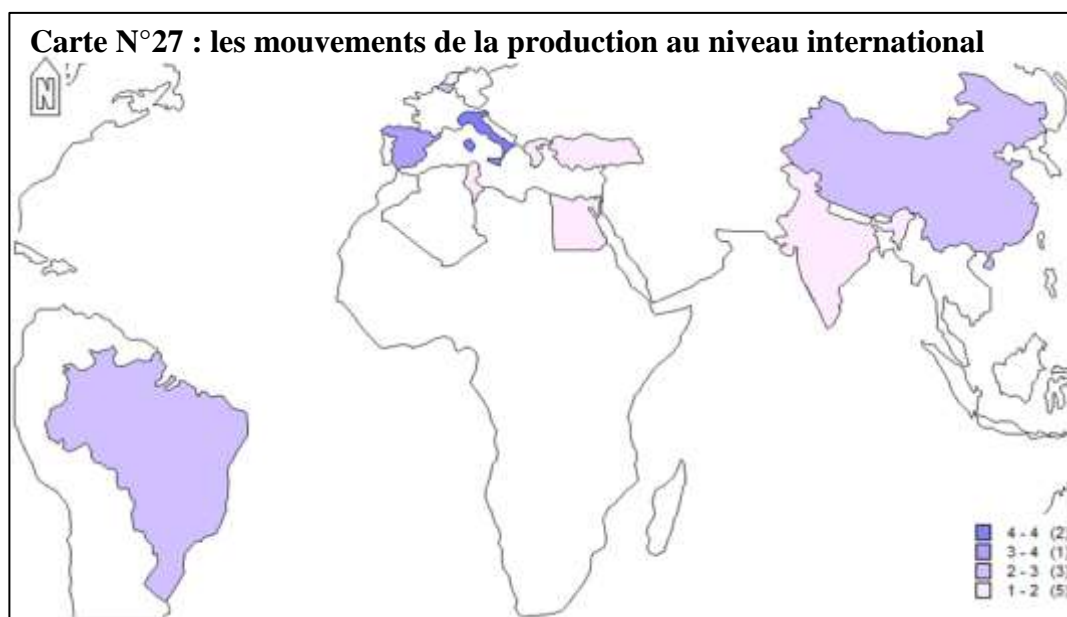 Carte N°27 : les mouvements de la production au niveau international
N
4 - 4 (2)
3 - 4 (1)
2 - 3 (3)
1 - 2 (5)